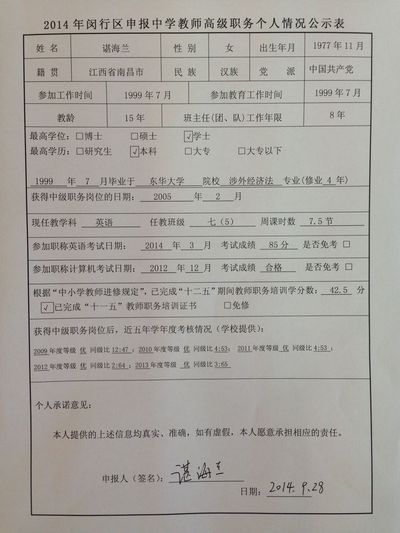 2014 年闵行区申报中学教师高级职务个人情况公示表
姓 名 谌海兰 性 别 女 出生年月 1977 年 11 月
籍 贯 江西省南昌市 民 族 汉族 党 派 中国共产党
参加工作时间 1999 年 7 月 参加教育工作时间 1999 年 7 月
教龄 15 年 班主任(团、队)工作年限 8 年
最高学位:□博士 □硕士 ☑学士
最高学历:□研究生 ☑本科 □大专 □大专以下
1999 年 7 月毕业于 东华大学 院校 涉外经济法 专业(修业 4 年)
获得中级职务岗位的日期: 2005 年 2 月
现任教学科 英语 任教班级 七(5) 周课时数 7.5 节
参加职称英语考试日期: 2014 年 3 月 考试成绩 85 分 是否免考 □
参加职称计算机考试日期: 2012 年 12 月 考试成绩 合格 是否免考 □
根据“中小学教师进修规定”,已完成“十二五”期间教师职务培训学分数: 42.5 分
☑已完成“十一五”教师职务培训证书 □免修
获得中级职务岗位后,近五年学年度考核情况(学校提供):
2009 年度等级 优 同级比 12:47 ;2010 年度等级 优 同级比 4:53; 2011 年度等级 优 同级比 4:53 ;
2012 年度等级 优 同级比 2:64 ;2013 年度等级 优 同级比 3:65
个人承诺意见:
本人提供的上述信息均真实、准确,如有虚假,本人愿意承担相应的责任。
申报人(签名): 谌海兰
日期: 2014.9.28